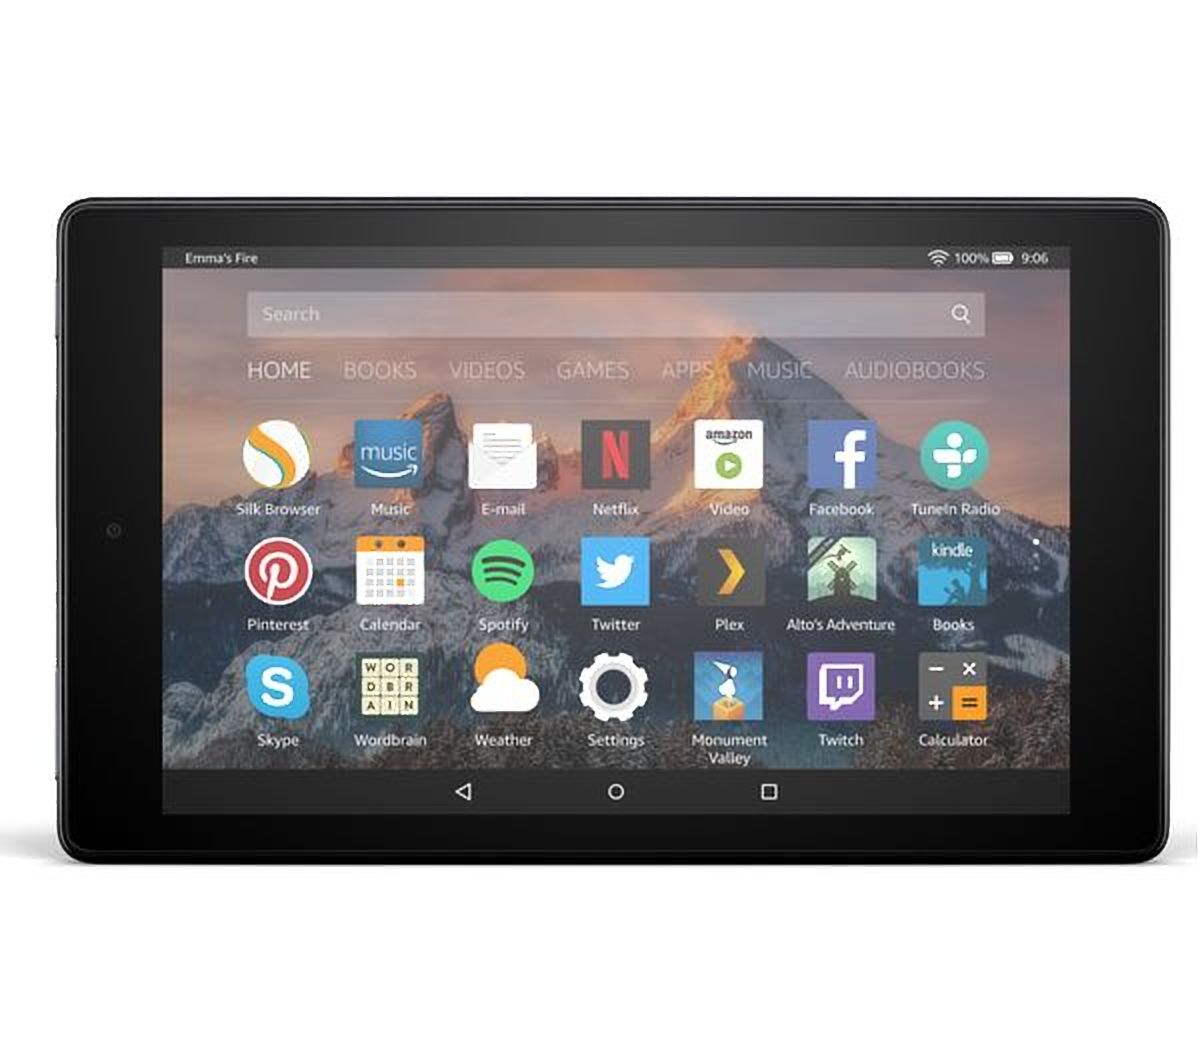 Emma's Fire 100% 9:06
Search
HOME BOOKS VIDEOS GAMES APPS MUSIC AUDIOBOOKS
music N amazon f
Silk Browser Music E-mail Netflix Video Facebook TuneIn Radio
kindle
Pinterest Calendar Spotify Twitter Plex Alto's Adventure Books
S
W O R
D B R
A I N
− ×
+ =
Skype Wordbrain Weather Settings Monument Valley Twitch Calculator